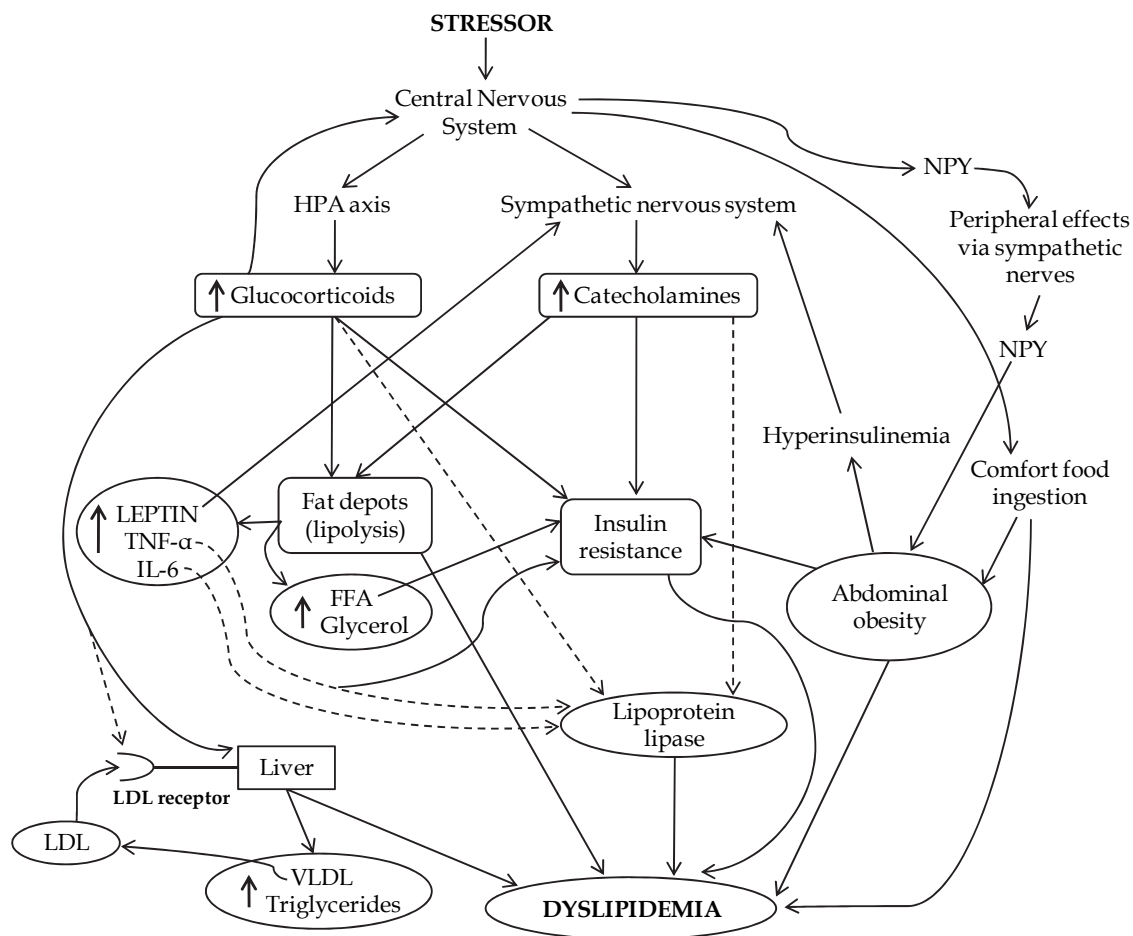 STRESSOR
Central Nervous
System
NPY
HPA axis
Sympathetic nervous system
Peripheral effects
via sympathetic
nerves
↑ Glucocorticoids
↑ Catecholamines
NPY
Hyperinsulinemia
Comfort food
ingestion
↑ LEPTIN
TNF-α
IL-6
Fat depots
(lipolysis)
Insulin
resistance
↑ FFA
Glycerol
Abdominal
obesity
Lipoprotein
lipase
Liver
LDL receptor
LDL
↑ VLDL
Triglycerides
DYSLIPIDEMIA